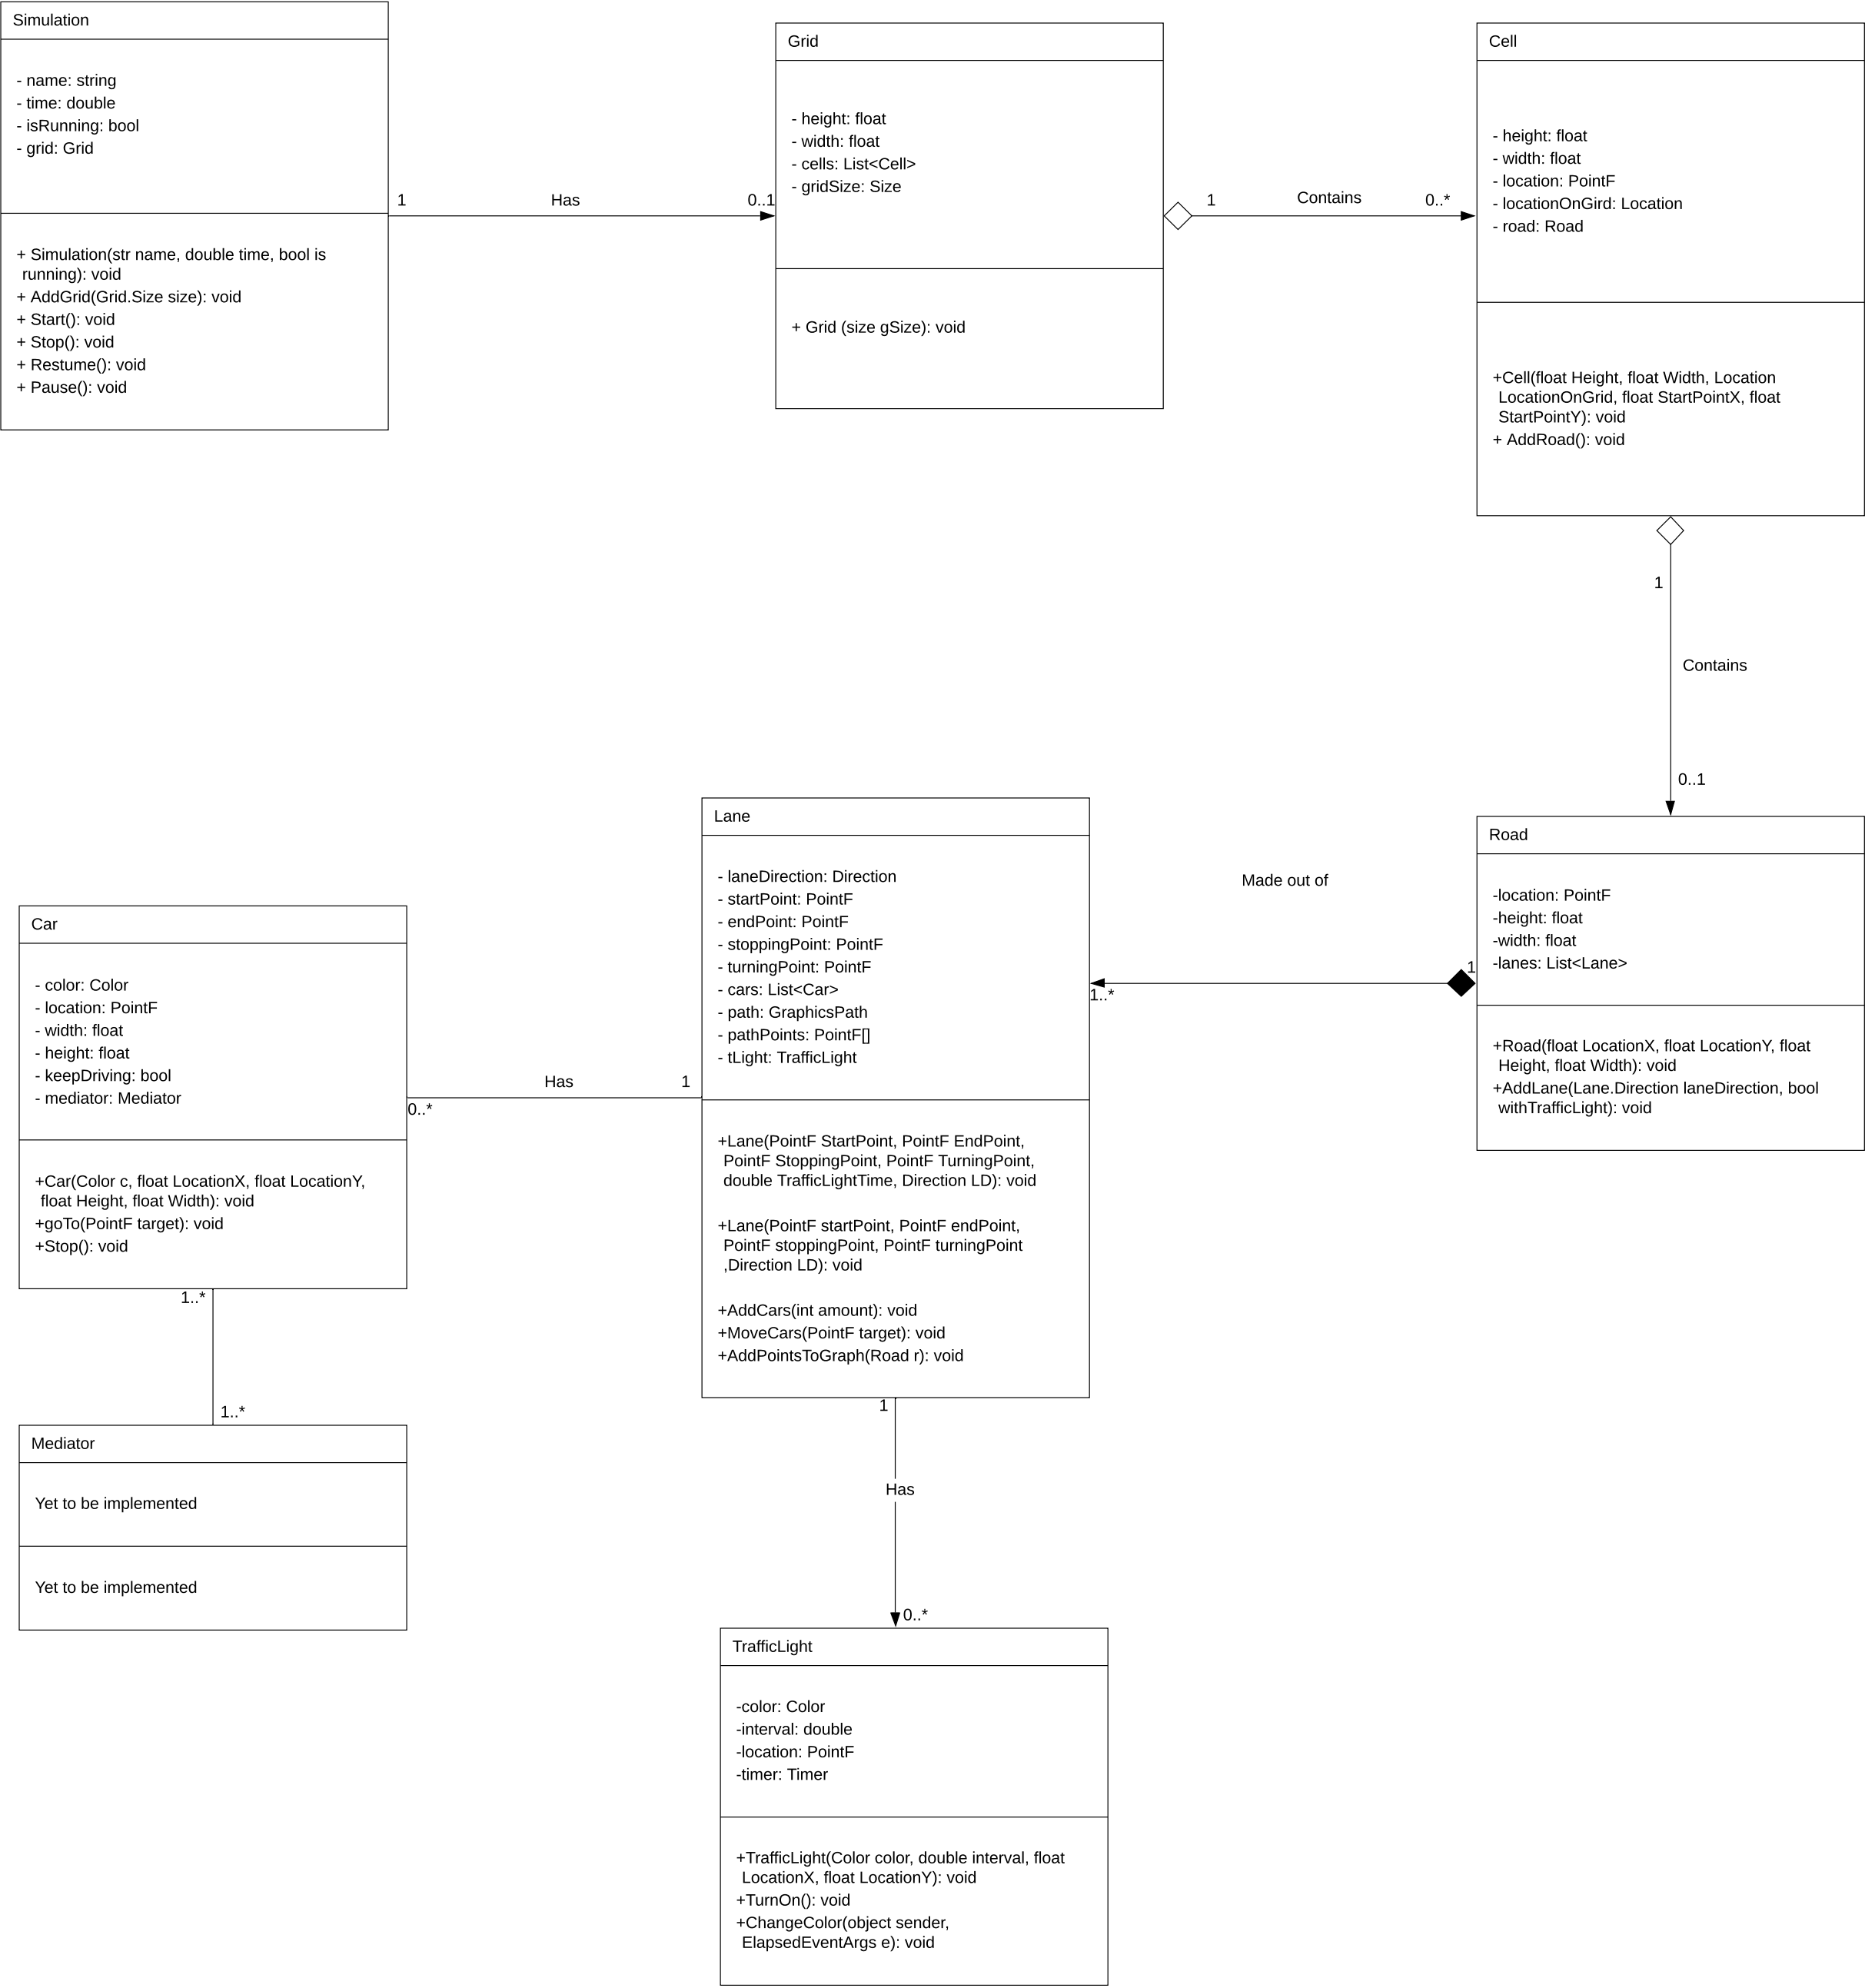 Simulation
- name: string
- time: double
- isRunning: bool
- grid: Grid
+ Simulation(str name, double time, bool is
running): void
+ AddGrid(Grid.Size size): void
+ Start(): void
+ Stop(): void
+ Restume(): void
+ Pause(): void
1
Has
0..1
Grid
- height: float
- width: float
- cells: List<Cell>
- gridSize: Size
+ Grid (size gSize): void
1
Contains
0..*
Cell
- height: float
- width: float
- location: PointF
- locationOnGird: Location
- road: Road
+Cell(float Height, float Width, Location
LocationOnGrid, float StartPointX, float
StartPointY): void
+ AddRoad(): void
1
Contains
0..1
Road
-location: PointF
-height: float
-width: float
-lanes: List<Lane>
+Road(float LocationX, float LocationY, float
Height, float Width): void
+AddLane(Lane.Direction laneDirection, bool
withTrafficLight): void
1
Made out of
1..*
Lane
- laneDirection: Direction
- startPoint: PointF
- endPoint: PointF
- stoppingPoint: PointF
- turningPoint: PointF
- cars: List<Car>
- path: GraphicsPath
- pathPoints: PointF[]
- tLight: TrafficLight
+Lane(PointF StartPoint, PointF EndPoint,
PointF StoppingPoint, PointF TurningPoint,
double TrafficLightTime, Direction LD): void
+Lane(PointF startPoint, PointF endPoint,
PointF stoppingPoint, PointF turningPoint
,Direction LD): void
+AddCars(int amount): void
+MoveCars(PointF target): void
+AddPointsToGraph(Road r): void
1
Has
0..*
Car
- color: Color
- location: PointF
- width: float
- height: float
- keepDriving: bool
- mediator: Mediator
+Car(Color c, float LocationX, float LocationY,
float Height, float Width): void
+goTo(PointF target): void
+Stop(): void
1..*
1..*
Mediator
Yet to be implemented
Yet to be implemented
1
Has
0..*
TrafficLight
-color: Color
-interval: double
-location: PointF
-timer: Timer
+TrafficLight(Color color, double interval, float
LocationX, float LocationY): void
+TurnOn(): void
+ChangeColor(object sender,
ElapsedEventArgs e): void